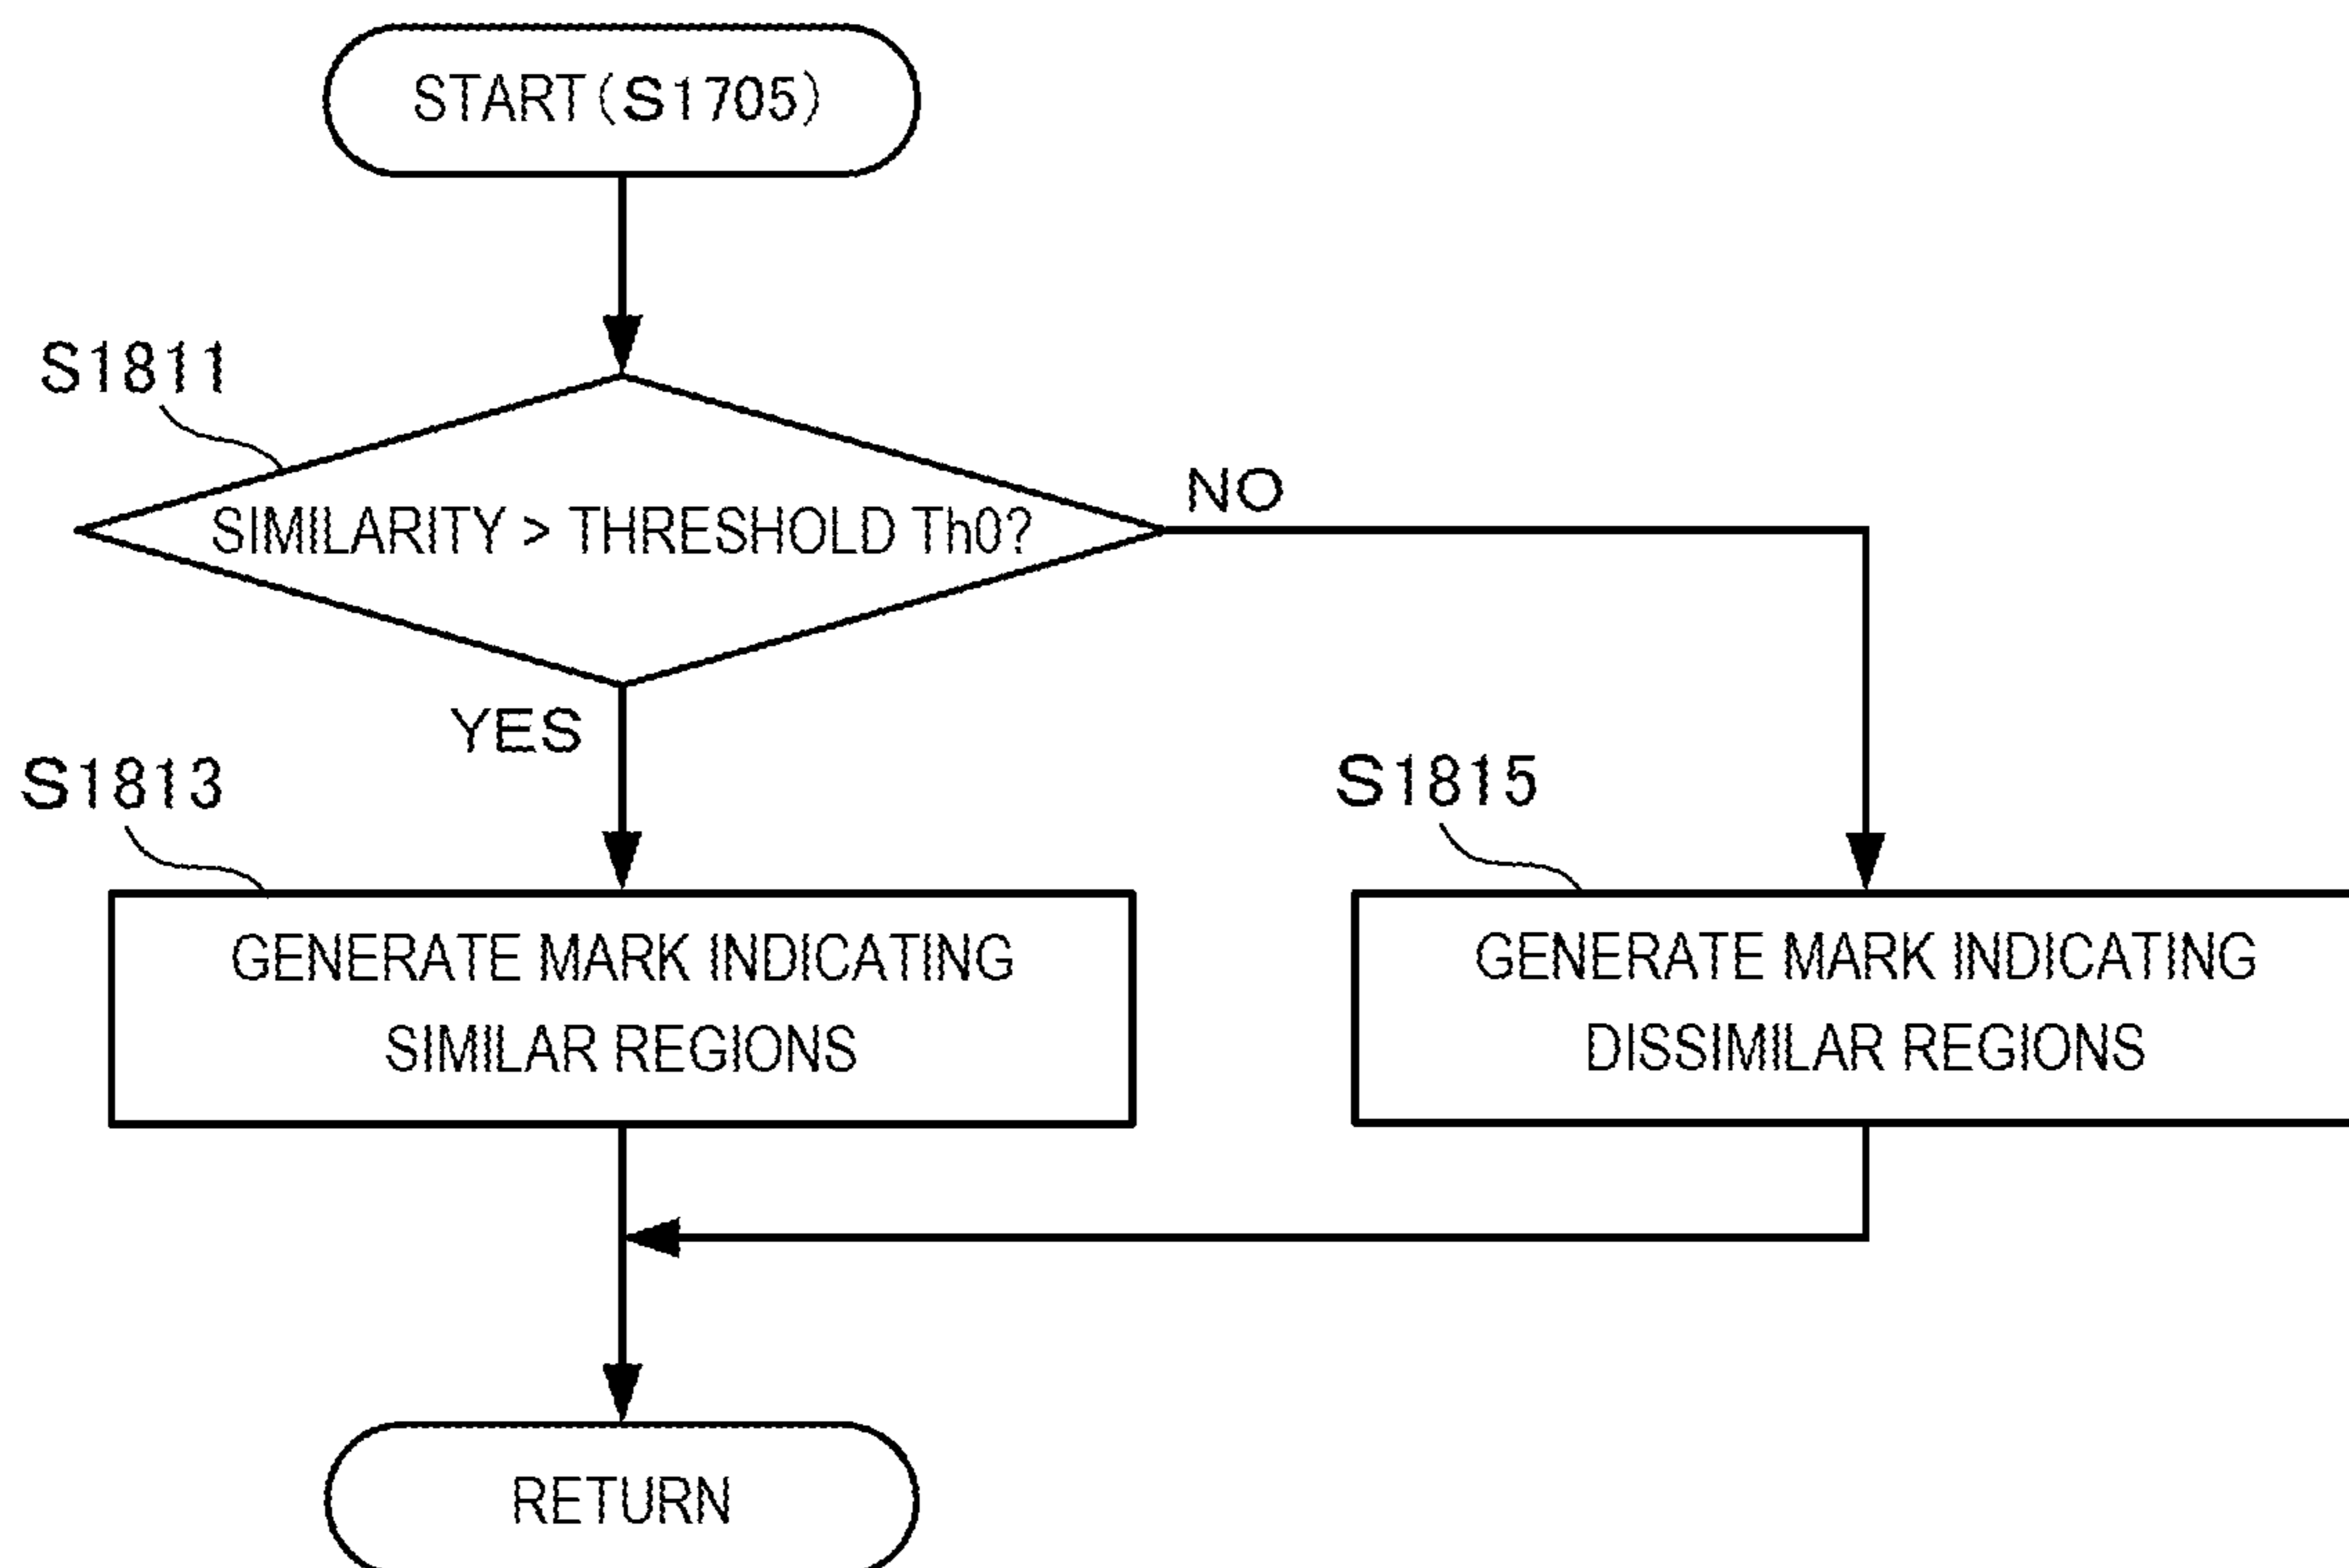 START(S1705)
S1811
SIMILARITY > THRESHOLD Th0?
NO
YES
S1813
GENERATE MARK INDICATING
SIMILAR REGIONS
S1815
GENERATE MARK INDICATING
DISSIMILAR REGIONS
RETURN